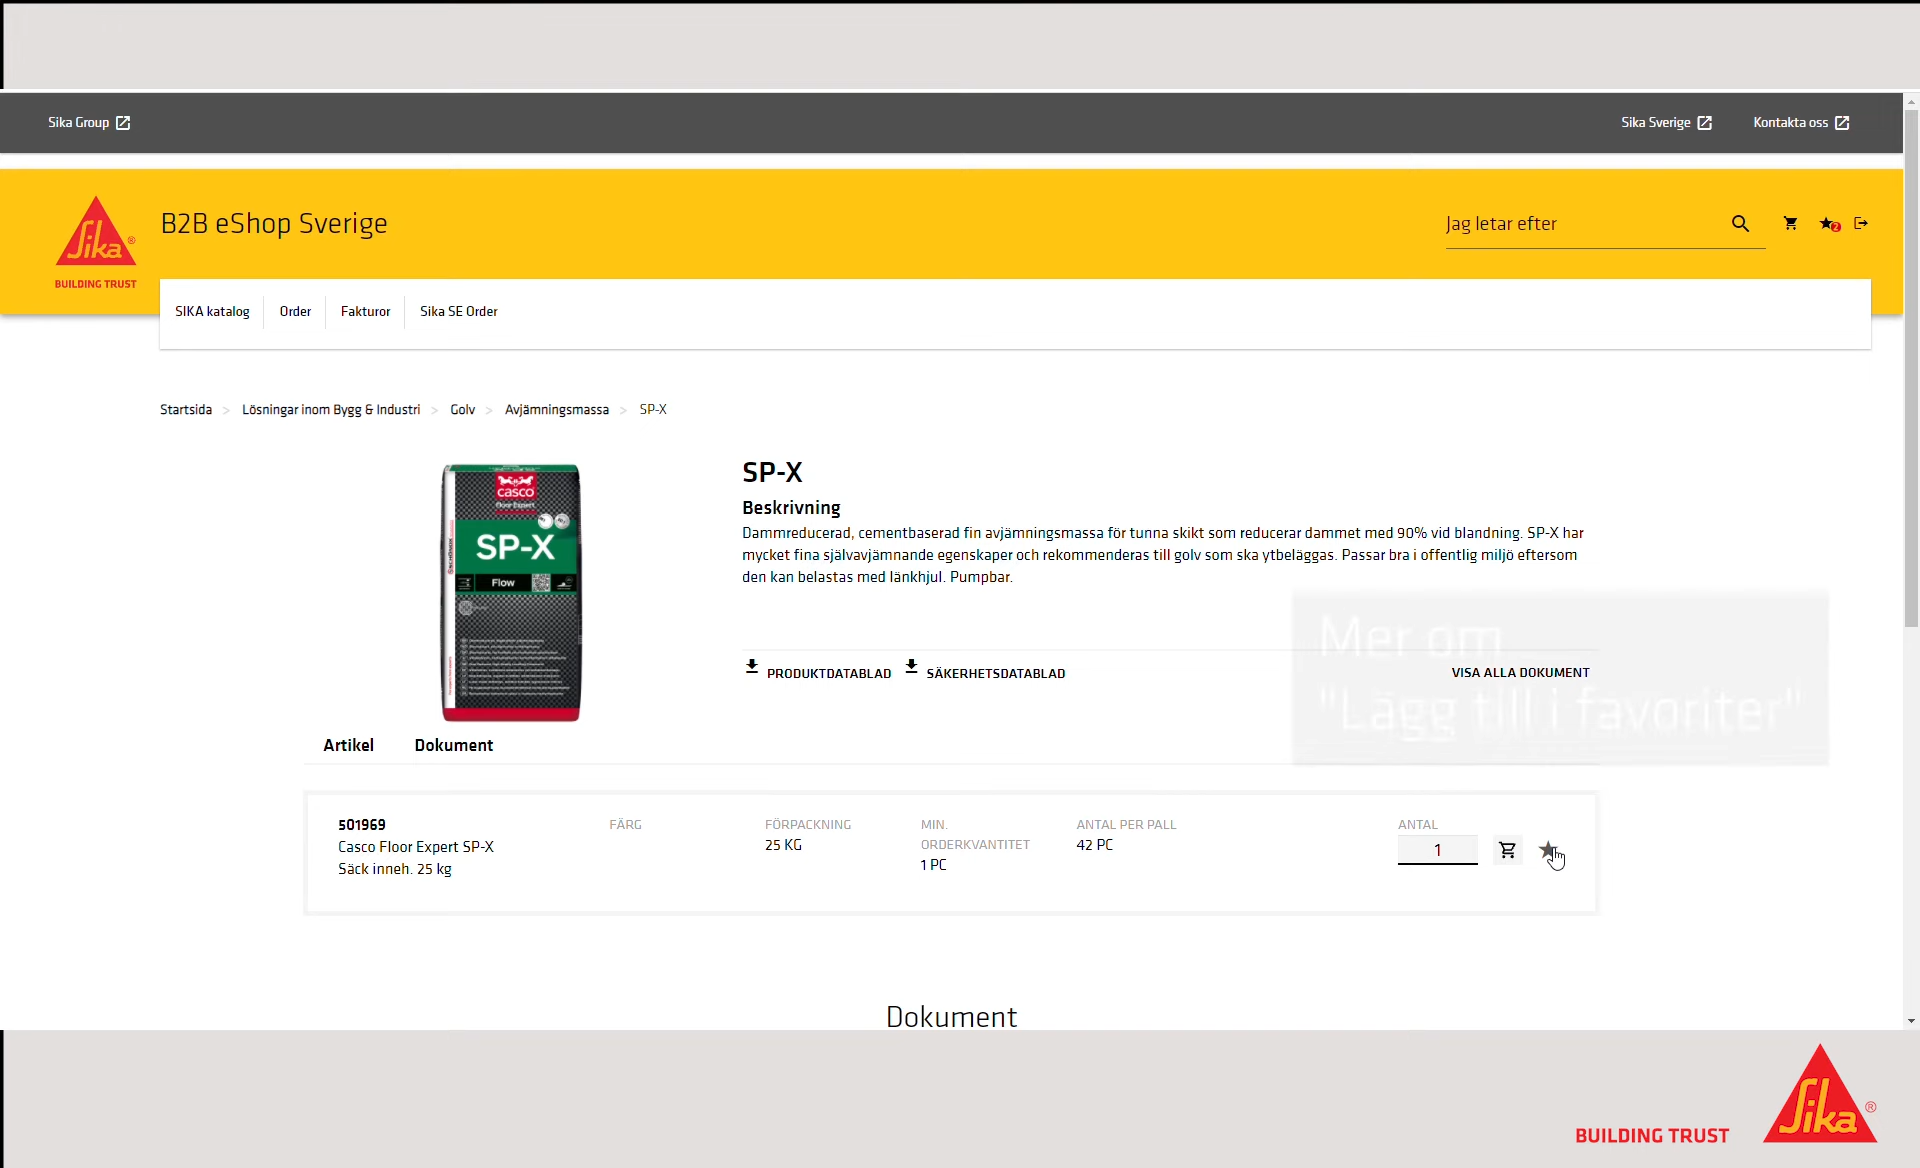 Sika Group
Sika Sverige
Kontakta oss
Sika®
BUILDING TRUST
B2B eShop Sverige
Jag letar efter
2
SIKA katalog
Order
Fakturor
Sika SE Order
Startsida > Lösningar inom Bygg & Industri > Golv > Avjämningsmassa > SP-X
casco
Floor Expert
SP-X
Flow
SP-X
Beskrivning
Dammreducerad, cementbaserad fin avjämningsmassa för tunna skikt som reducerar dammet med 90% vid blandning. SP-X har
mycket fina självavjämnande egenskaper och rekommenderas till golv som ska ytbeläggas. Passar bra i offentlig miljö eftersom
den kan belastas med länkhjul. Pumpbar.
Mer om
"Lägg till i favoriter"
PRODUKTDATABLAD
SÄKERHETSDATABLAD
VISA ALLA DOKUMENT
Artikel
Dokument
501969
Casco Floor Expert SP-X
Säck inneh. 25 kg
FÄRG
FÖRPACKNING
25 KG
MIN.
ORDERKVANTITET
1 PC
ANTAL PER PALL
42 PC
ANTAL
1
Dokument
BUILDING TRUST
Sika®